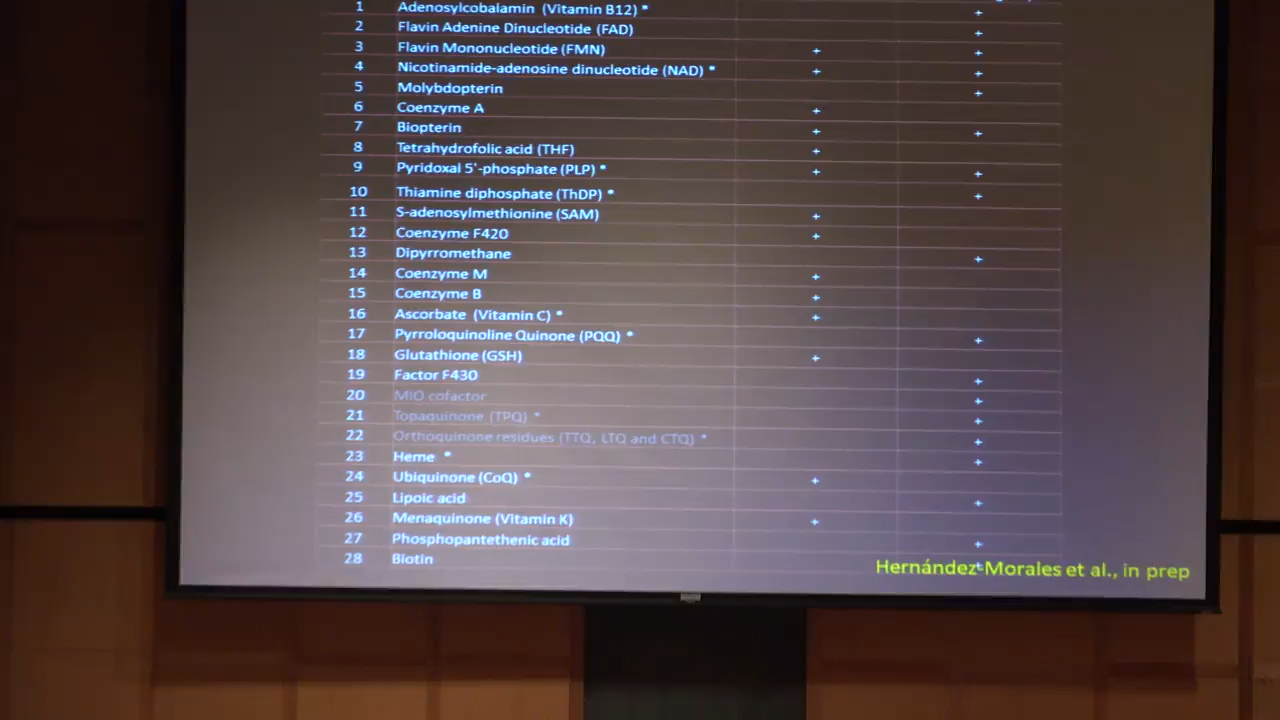 1 Adenosylcobalamin (Vitamin B12) * +
2 Flavin Adenine Dinucleotide (FAD) +
3 Flavin Mononucleotide (FMN) + +
4 Nicotinamide-adenosine dinucleotide (NAD) * + +
5 Molybdopterin +
6 Coenzyme A +
7 Biopterin + +
8 Tetrahydrofolic acid (THF) +
9 Pyridoxal 5'-phosphate (PLP) * + +
10 Thiamine diphosphate (ThDP) * +
11 S-adenosylmethionine (SAM) +
12 Coenzyme F420 +
13 Dipyrromethane +
14 Coenzyme M +
15 Coenzyme B +
16 Ascorbate (Vitamin C) * +
17 Pyrroloquinoline Quinone (PQQ) * +
18 Glutathione (GSH) +
19 Factor F430 +
20 MIO cofactor +
21 Topaquinone (TPQ) * +
22 Orthoquinone residues (TTQ, LTQ and CTQ) * +
23 Heme * +
24 Ubiquinone (CoQ) * +
25 Lipoic acid +
26 Menaquinone (Vitamin K) +
27 Phosphopantethenic acid +
28 Biotin +
Hernández-Morales et al., in prep